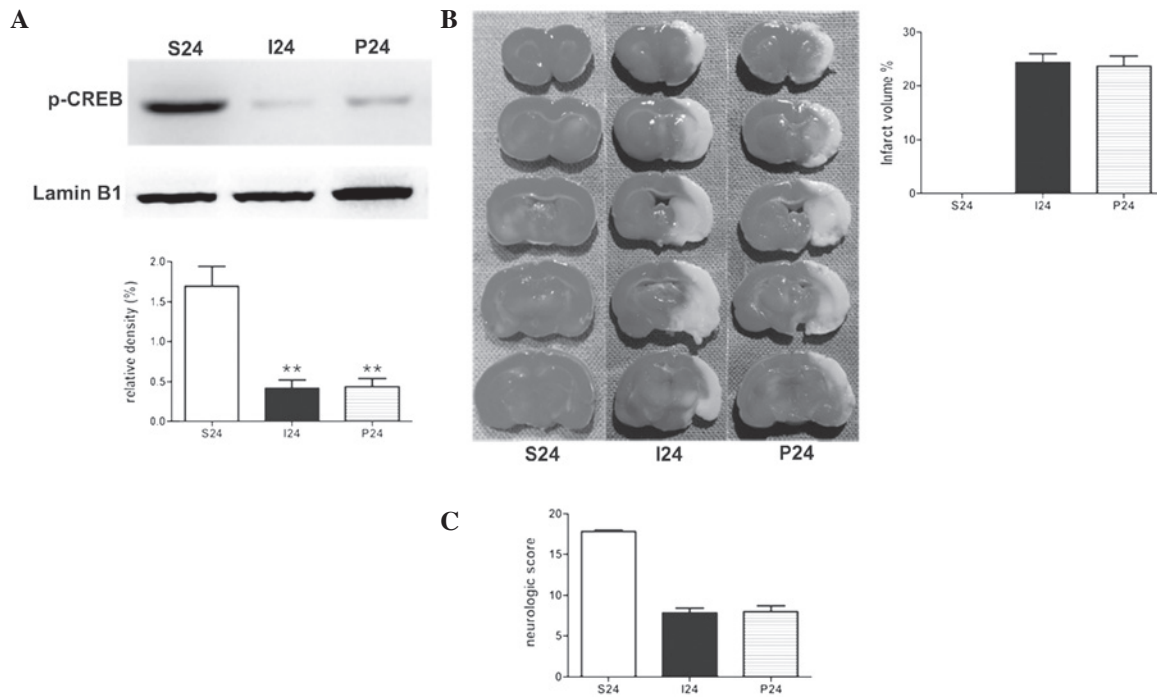 A
S24 I24 P24
p-CREB
Lamin B1
relative density (%)
2.0
1.5
1.0
0.5
0.0
** **
S24 I24 P24
B
S24 I24 P24
Infarct volume %
30
20
10
0
S24 I24 P24
C
neurologic score
20
15
10
5
0
S24 I24 P24